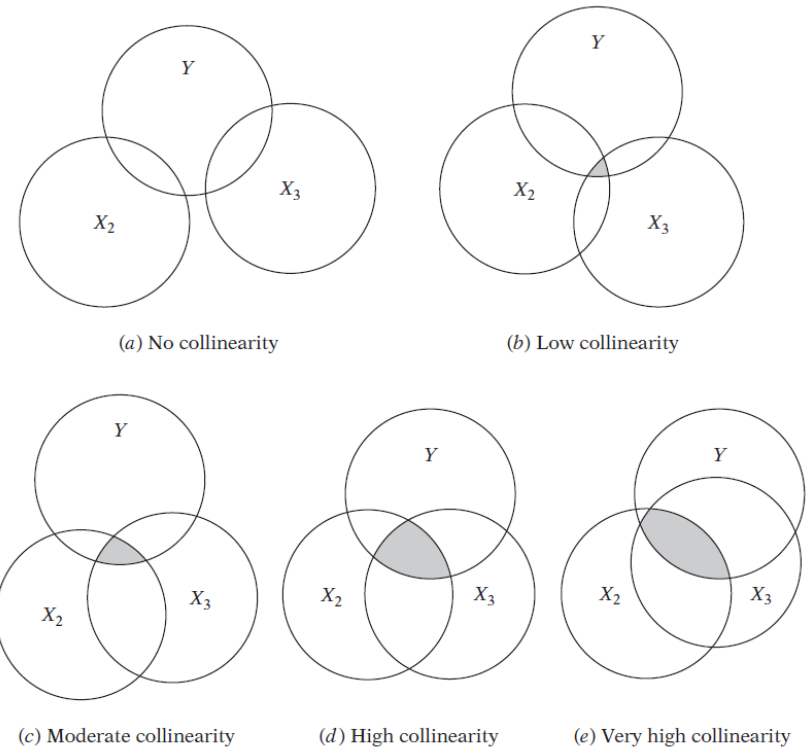 Y
X2
X3
(a) No collinearity
Y
X2
X3
(b) Low collinearity
Y
X2
X3
(c) Moderate collinearity
Y
X2
X3
(d) High collinearity
Y
X2
X3
(e) Very high collinearity